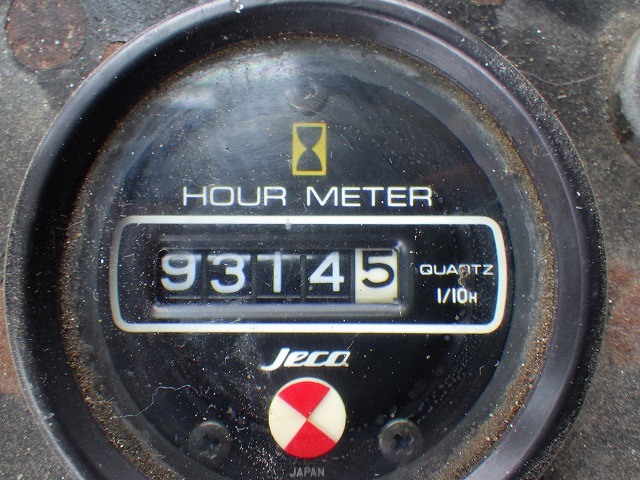 HOUR METER
93145
QUARTZ
1/10H
Jeco
JAPAN